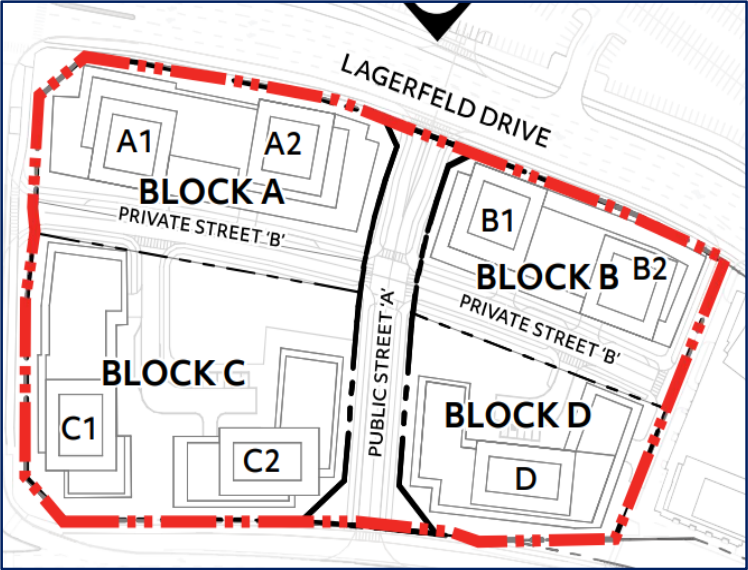 LAGERFELD DRIVE
A1
A2
BLOCK A
PRIVATE STREET 'B'
B1
B2
BLOCK B
PRIVATE STREET 'B'
PUBLIC STREET 'A'
BLOCK C
C1
C2
BLOCK D
D